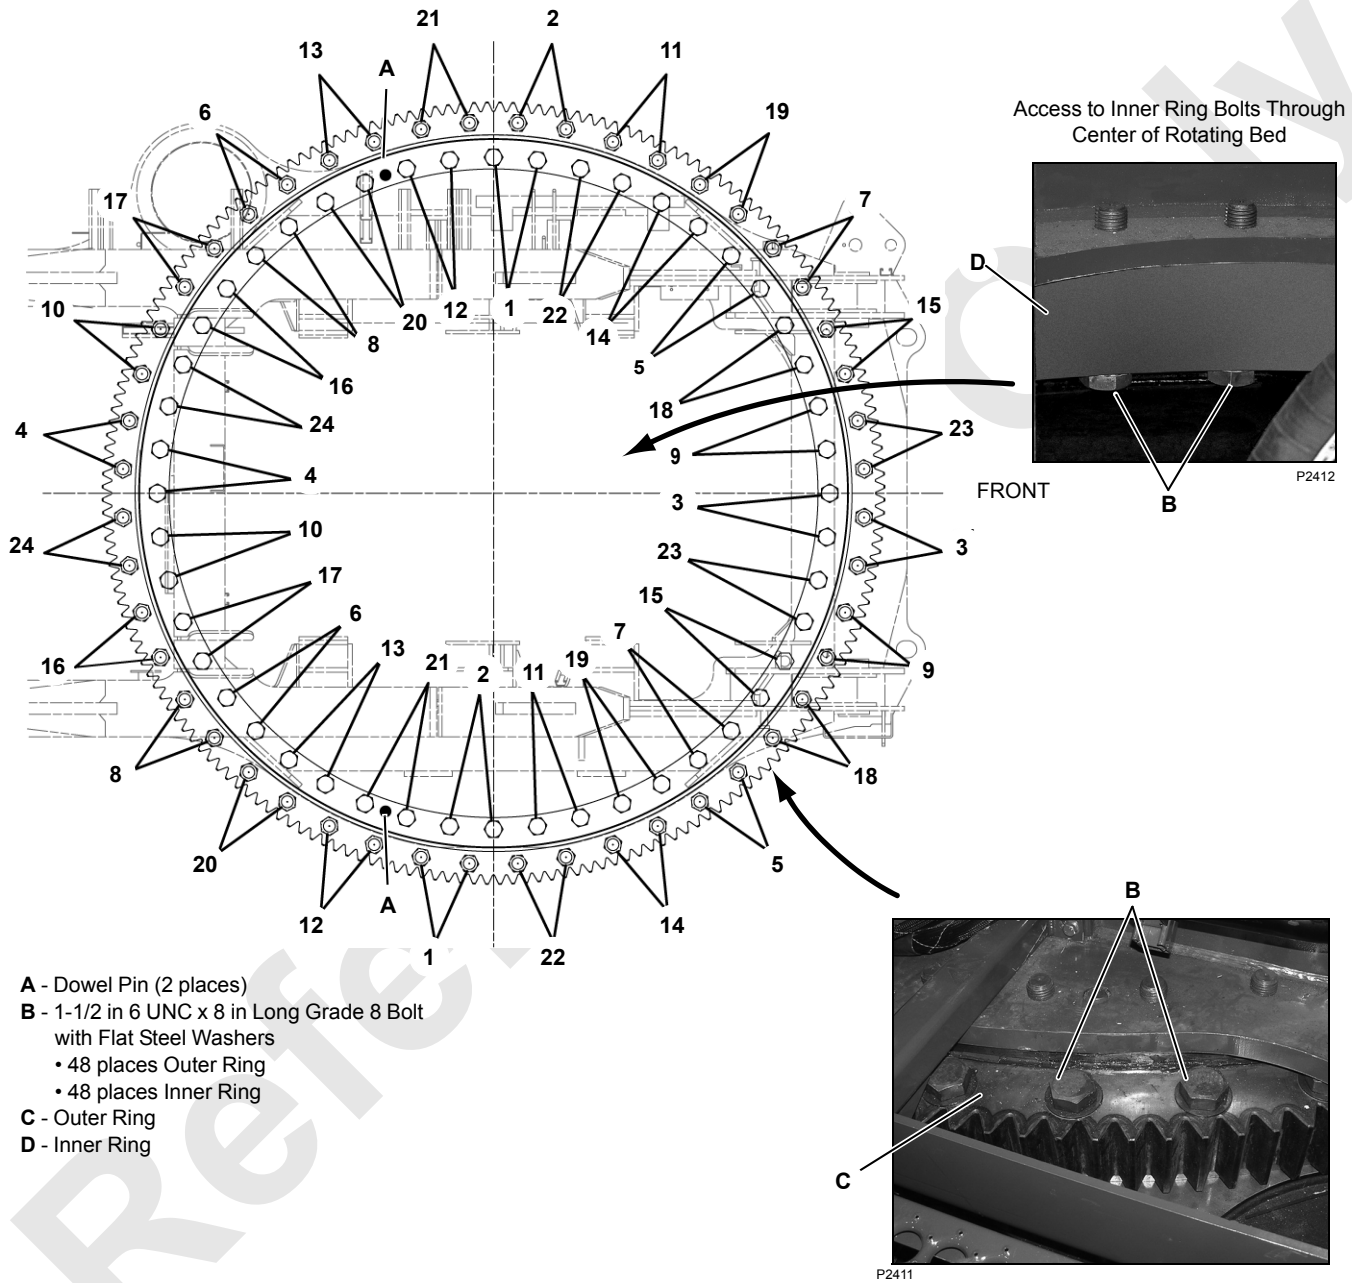 21
2
13
A
11
6
19
Access to Inner Ring Bolts Through
Center of Rotating Bed
17
7
D
10
20
12
1
22
15
8
14
5
16
18
4
24
9
23
P2412
B
4
FRONT
3
10
24
23
3
17
15
6
7
13
21
2
11
19
16
9
8
18
20
5
A
B
12
14
1
22
A - Dowel Pin (2 places)
B - 1-1/2 in 6 UNC x 8 in Long Grade 8 Bolt
with Flat Steel Washers
• 48 places Outer Ring
• 48 places Inner Ring
C - Outer Ring
D - Inner Ring
C
P2411